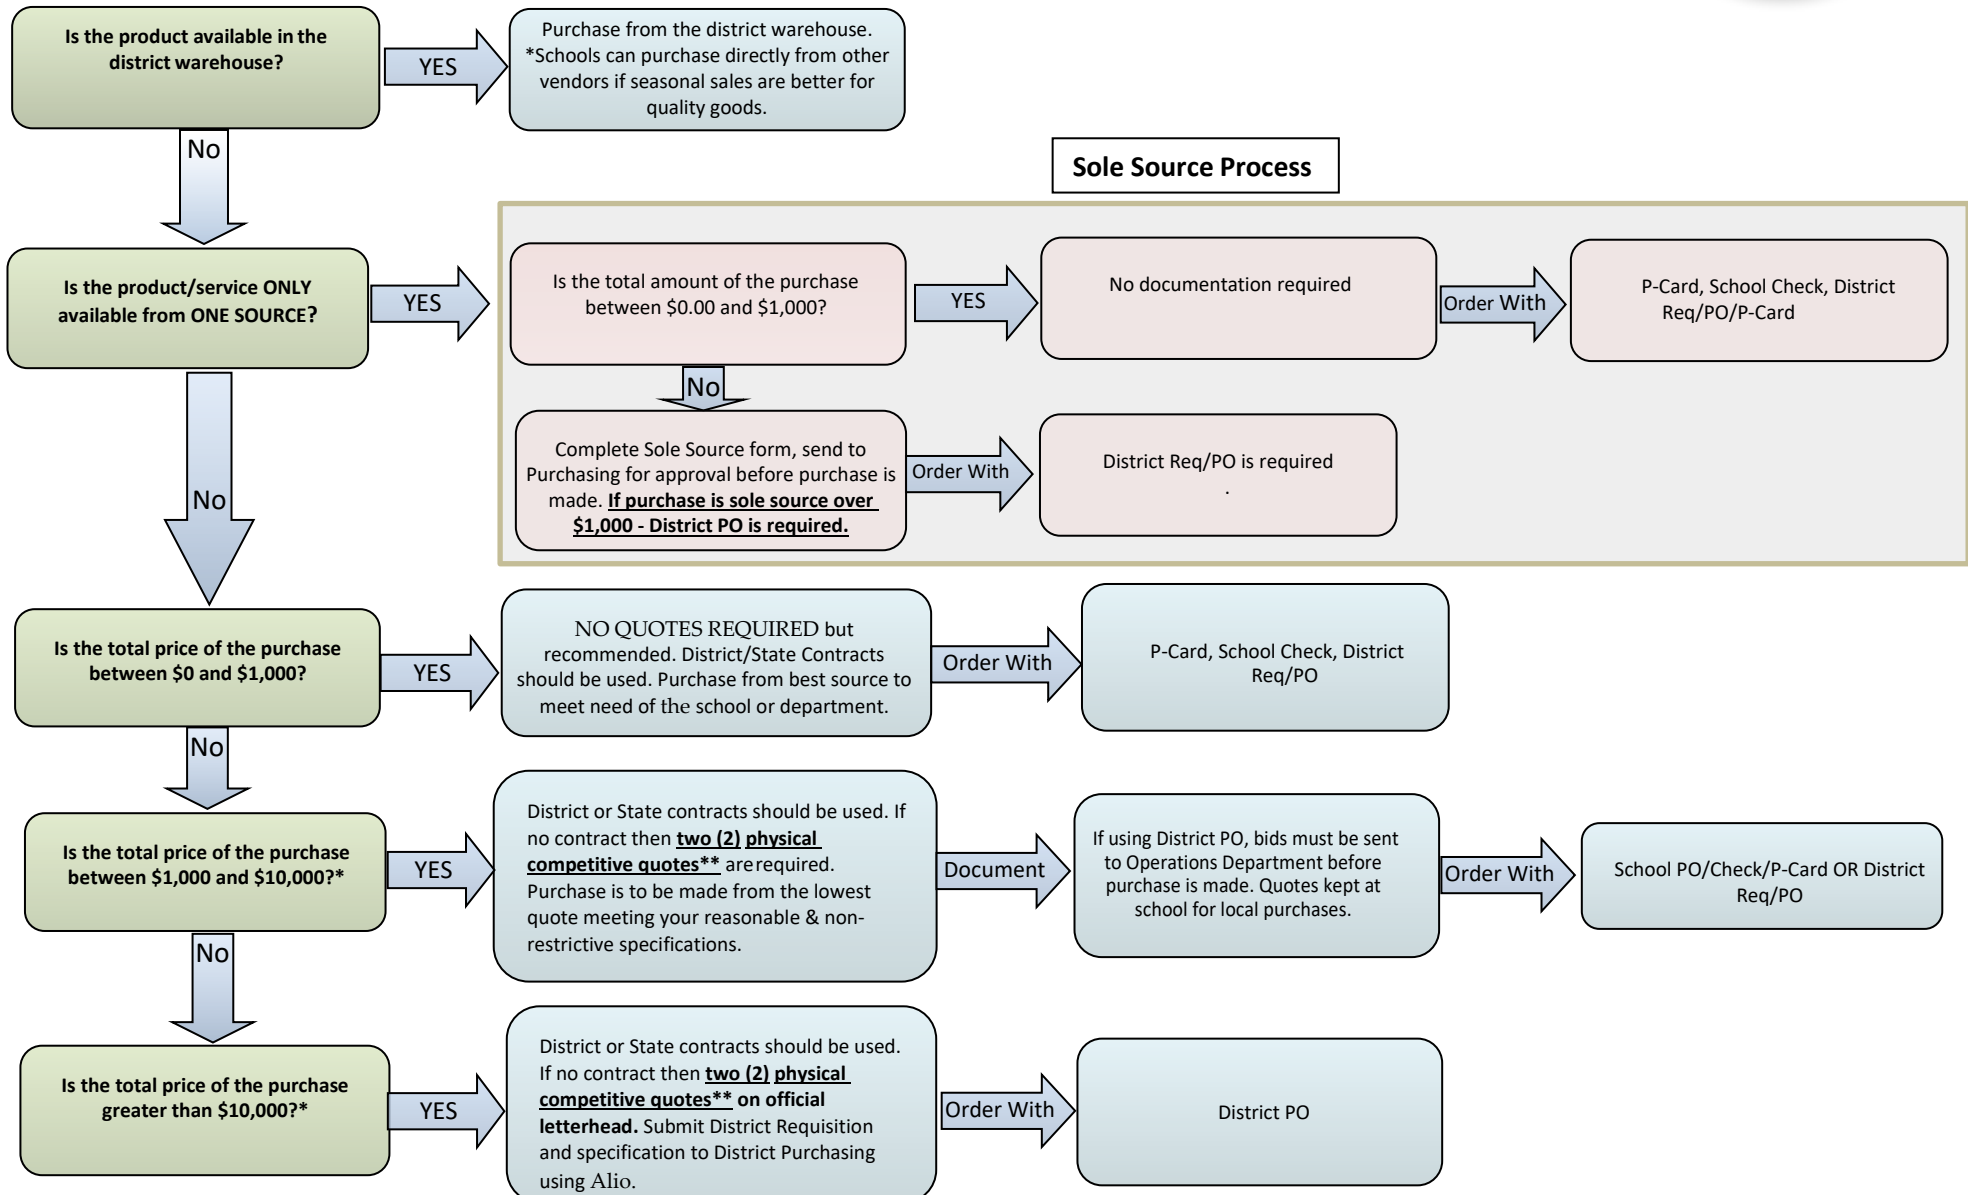 Is the product available in the
district warehouse?
YES
Purchase from the district warehouse.
*Schools can purchase directly from other
vendors if seasonal sales are better for
quality goods.
No
Sole Source Process
Is the product/service ONLY
available from ONE SOURCE?
YES
Is the total amount of the purchase
between $0.00 and $1,000?
YES
No documentation required
Order With
P-Card, School Check, District
Req/PO/P-Card
No
Complete Sole Source form, send to
Purchasing for approval before purchase is
made. If purchase is sole source over
$1,000 - District PO is required.
Order With
District Req/PO is required
.
No
Is the total price of the purchase
between $0 and $1,000?
YES
NO QUOTES REQUIRED but
recommended. District/State Contracts
should be used. Purchase from best source to
meet need of the school or department.
Order With
P-Card, School Check, District
Req/PO
No
Is the total price of the purchase
between $1,000 and $10,000?*
YES
District or State contracts should be used. If
no contract then two (2) physical
competitive quotes** are required.
Purchase is to be made from the lowest
quote meeting your reasonable & non-
restrictive specifications.
Document
If using District PO, bids must be sent
to Operations Department before
purchase is made. Quotes kept at
school for local purchases.
Order With
School PO/Check/P-Card OR District
Req/PO
No
Is the total price of the purchase
greater than $10,000?*
YES
District or State contracts should be used.
If no contract then two (2) physical
competitive quotes** on official
letterhead. Submit District Requisition
and specification to District Purchasing
using Alio.
Order With
District PO